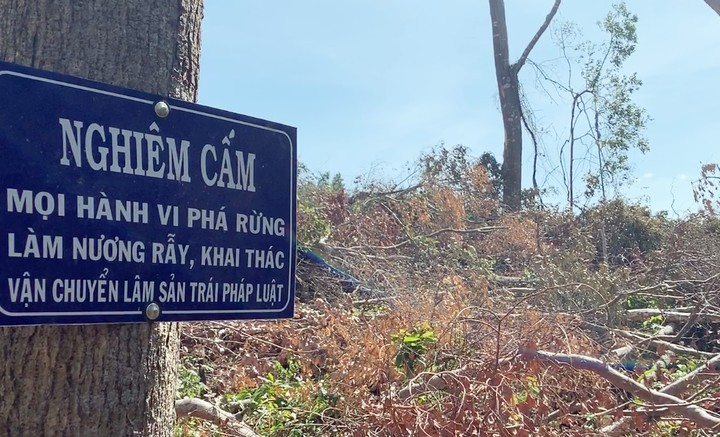 NGHIÊM CẤM
MỌI HÀNH VI PHÁ RỪNG
LÀM NƯƠNG RẪY, KHAI THÁC
VẬN CHUYỂN LÂM SẢN TRÁI PHÁP LUẬT